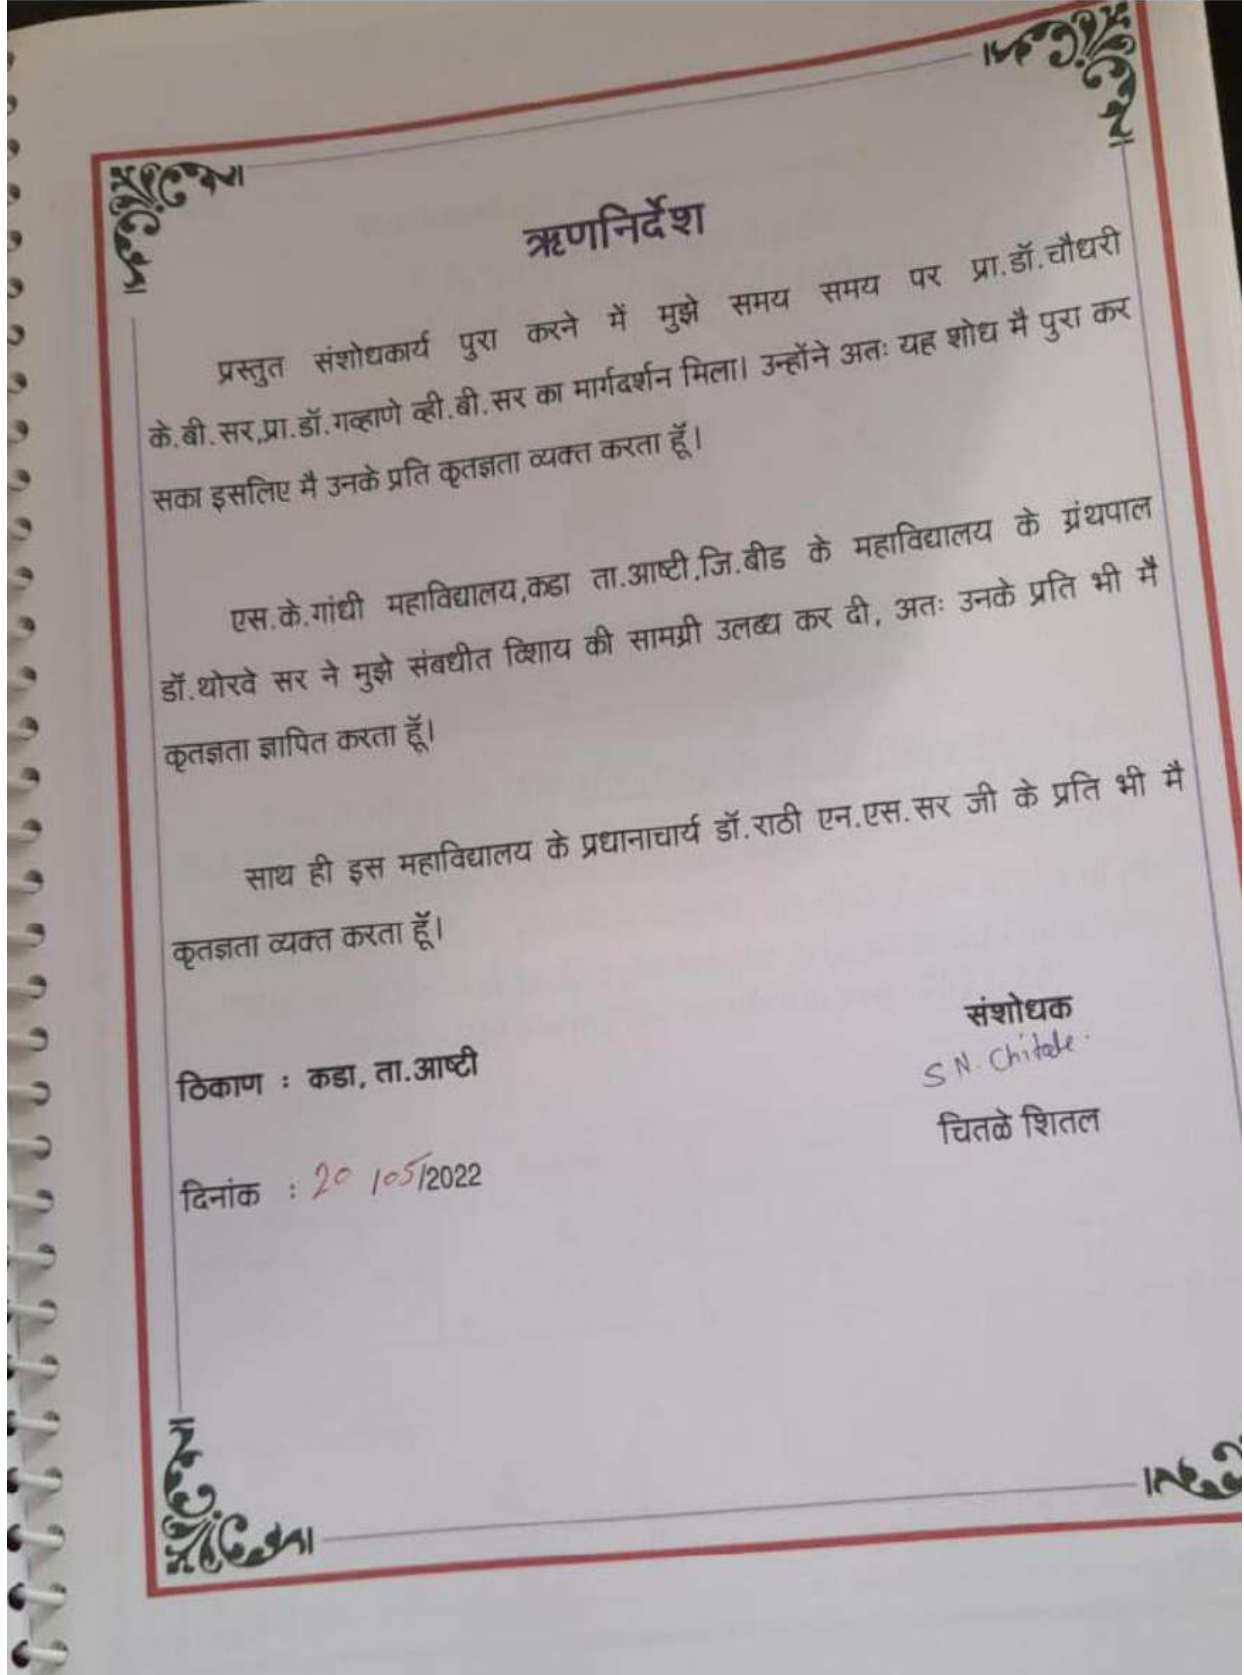 ऋणनिर्देश
प्रस्तुत संशोधकार्य पुरा करने में मुझे समय समय पर प्रा.डॉ.चौधरी
के.बी.सर,प्रा.डॉ.गव्हाणे व्ही.बी.सर का मार्गदर्शन मिला। उन्होंने अतः यह शोध मै पुरा कर
सका इसलिए मै उनके प्रति कृतज्ञता व्यक्त करता हूॅं।
एस.के.गांधी महाविद्यालय,कडा ता.आष्टी,जि.बीड के महाविद्यालय के ग्रंथपाल
डॉ.थोरवे सर ने मुझे संबधीत विशाय की सामग्री उलब्ध कर दी, अतः उनके प्रति भी मै
कृतज्ञता ज्ञापित करता हूॅं।
साथ ही इस महाविद्यालय के प्रधानाचार्य डॉ.राठी एन.एस.सर जी के प्रति भी मै
कृतज्ञता व्यक्त करता हूॅं।
संशोधक
S N. Chitale.
ठिकाण : कडा, ता.आष्टी
चितळे शितल
दिनांक : 20 /05/2022